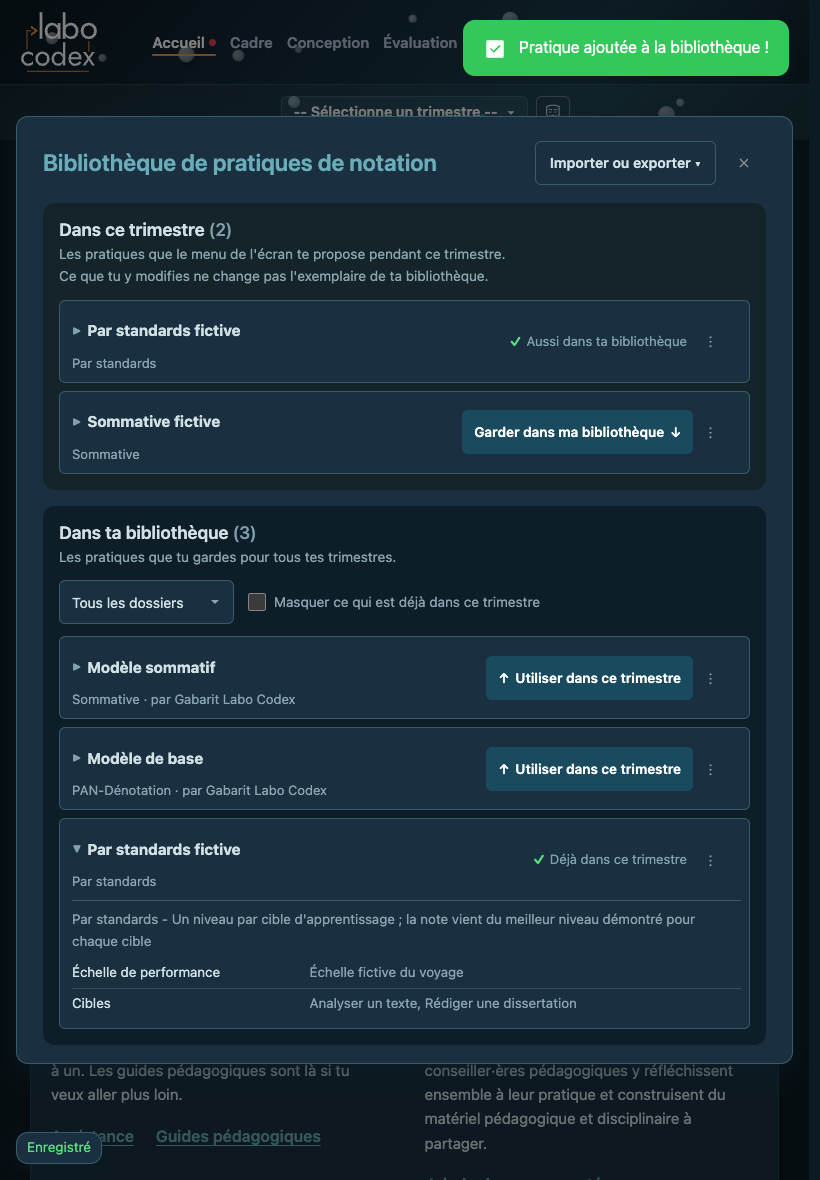 labo
codex
Accueil
Cadre
Conception
Évaluation
Pratique ajoutée à la bibliothèque !
-- Sélectionne un trimestre --
Bibliothèque de pratiques de notation
Importer ou exporter
Dans ce trimestre (2)
Les pratiques que le menu de l'écran te propose pendant ce trimestre.
Ce que tu y modifies ne change pas l'exemplaire de ta bibliothèque.
Par standards fictive
Aussi dans ta bibliothèque
Par standards
Sommative fictive
Garder dans ma bibliothèque ↓
Sommative
Dans ta bibliothèque (3)
Les pratiques que tu gardes pour tous tes trimestres.
Tous les dossiers
Masquer ce qui est déjà dans ce trimestre
Modèle sommatif
↑ Utiliser dans ce trimestre
Sommative · par Gabarit Labo Codex
Modèle de base
↑ Utiliser dans ce trimestre
PAN-Dénotation · par Gabarit Labo Codex
Par standards fictive
Déjà dans ce trimestre
Par standards
Par standards - Un niveau par cible d'apprentissage ; la note vient du meilleur niveau démontré pour
chaque cible
Échelle de performance
Échelle fictive du voyage
Cibles
Analyser un texte, Rédiger une dissertation
à un. Les guides pédagogiques sont là si tu
veux aller plus loin.
Guides pédagogiques
conseiller·ères pédagogiques y réfléchissent
ensemble à leur pratique et construisent du
matériel pédagogique et disciplinaire à
partager.
Enregistré